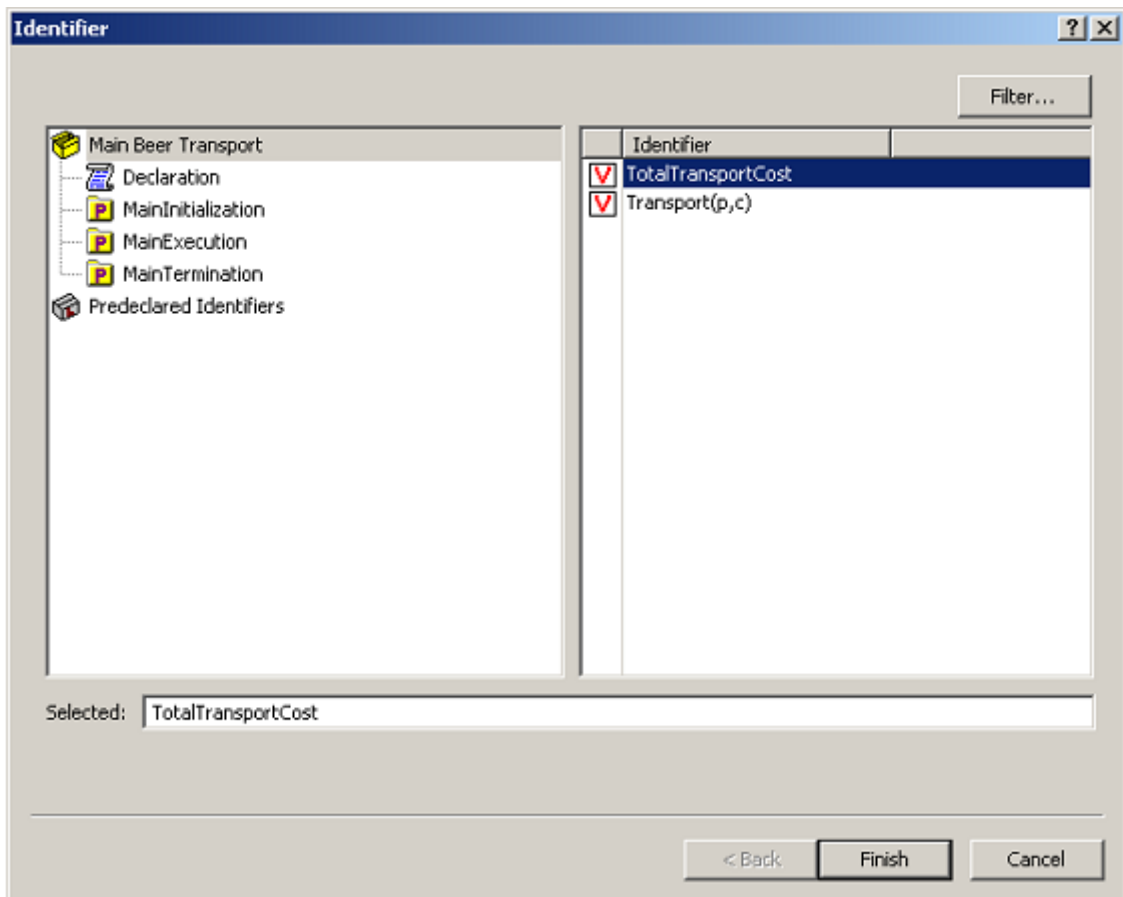 Identifier
Filter...
Main Beer Transport
Declaration
MainInitialization
MainExecution
MainTermination
Predeclared Identifiers
Identifier
V TotalTransportCost
V Transport(p,c)
Selected: TotalTransportCost
< Back Finish Cancel